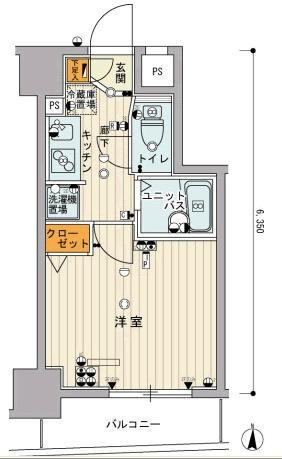 下足入
玄関
PS
冷蔵庫
置場
PS
キッチン
廊下
トイレ
ユニット
バス
洗濯機
置場
クロー
ゼット
6,350
洋室
バルコニー
N